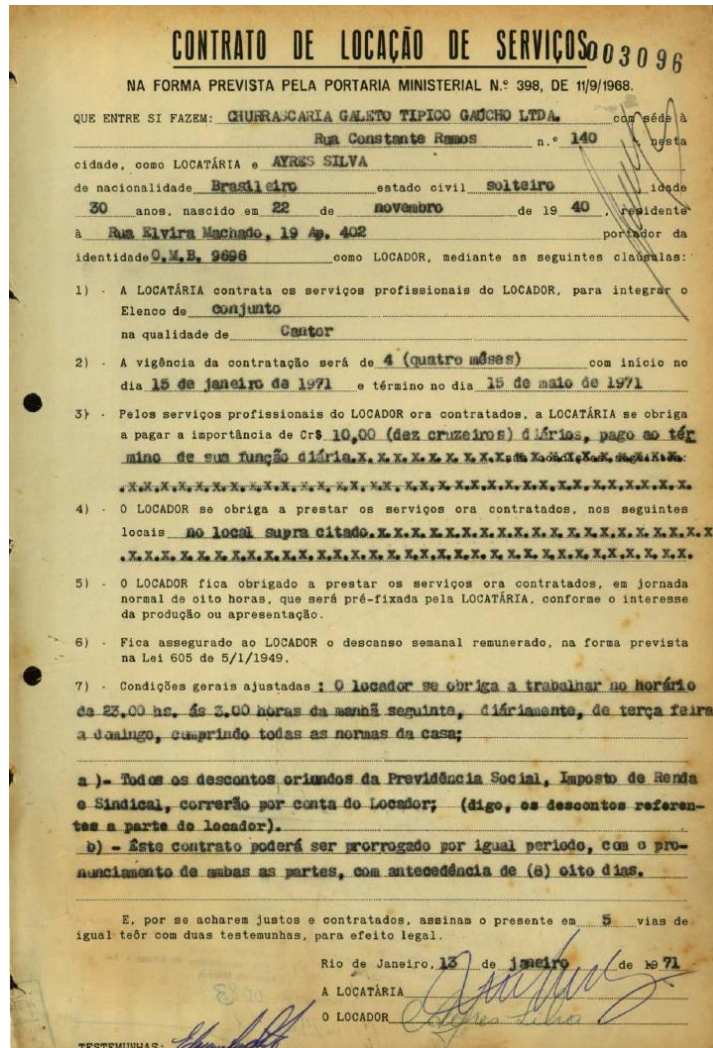 CONTRATO DE LOCAÇÃO DE SERVIÇOS 003096
NA FORMA PREVISTA PELA PORTARIA MINISTERIAL N.º 398, DE 11/9/1968.
QUE ENTRE SI FAZEM: CHURRASCARIA GALETO TIPICO GAÚCHO LTDA. com séde à
Rua Constante Ramos n.º 140, nesta
cidade, como LOCATÁRIA e AYRES SILVA
de nacionalidade Brasileiro estado civil solteiro idade
30 anos, nascido em 22 de novembro de 19 40, residente
à Rua Elvira Machado, 19 Ap. 402 portador da
identidade O.M.B. 9696 como LOCADOR, mediante as seguintes claúsulas:
1) - A LOCATÁRIA contrata os serviços profissionais do LOCADOR, para integrar o
Elenco de conjunto
na qualidade de Cantor
2) - A vigência da contratação será de 4 (quatro mêses) com início no
dia 15 de janeiro de 1971 e término no dia 15 de maio de 1971
3) - Pelos serviços profissionais do LOCADOR ora contratados, a LOCATÁRIA se obriga
a pagar a importância de Cr$ 10,00 (dez cruzeiros) diários, pago ao tér
mino de sua função diária.x.x.x.x.x.x.x.x.x.x
.x.x.x.x.x.x.x.x.x.x.x.x.x.x.x.x.x.x.x.x.x.x.x.x.x.x.x.x.x.x.x.
4) - O LOCADOR se obriga a prestar os serviços ora contratados, nos seguintes
locais no local supra citado.x.x.x.x.x.x.x.x.x.x.x.x.x.x.x.x.x.x.x.x
.x.x.x.x.x.x.x.x.x.x.x.x.x.x.x.x.x.x.x.x.x.x.x.x.x.x.x.x.x.x.x.
5) - O LOCADOR fica obrigado a prestar os serviços ora contratados, em jornada
normal de oito horas, que será pré-fixada pela LOCATÁRIA, conforme o interesse
da produção ou apresentação.
6) - Fica assegurado ao LOCADOR o descanso semanal remunerado, na forma prevista
na Lei 605 de 5/1/1949.
7) - Condições gerais ajustadas : O locador se obriga a trabalhar no horário
de 23.00 hs. ás 3.00 horas da manhã seguinte, diáriamente, de terça feira
a domingo, cumprindo todas as normas da casa;
a )- Todos os descontos oriundos da Previdência Social, Imposto de Renda
e Sindical, correrão por conta do Locador; (digo, os descontos referen-
tes a parte do locador).
b) - Éste contrato poderá ser prorrogado por igual periodo, com o pro-
nunciamento de ambas as partes, com antecedência de (8) oito dias.
E, por se acharem justos e contratados, assinam o presente em 5 vias de
igual teôr com duas testemunhas, para efeito legal.
Rio de Janeiro, 13 de janeiro de 1971
A LOCATÁRIA
O LOCADOR Ayres Silva
TESTEMUNHAS: